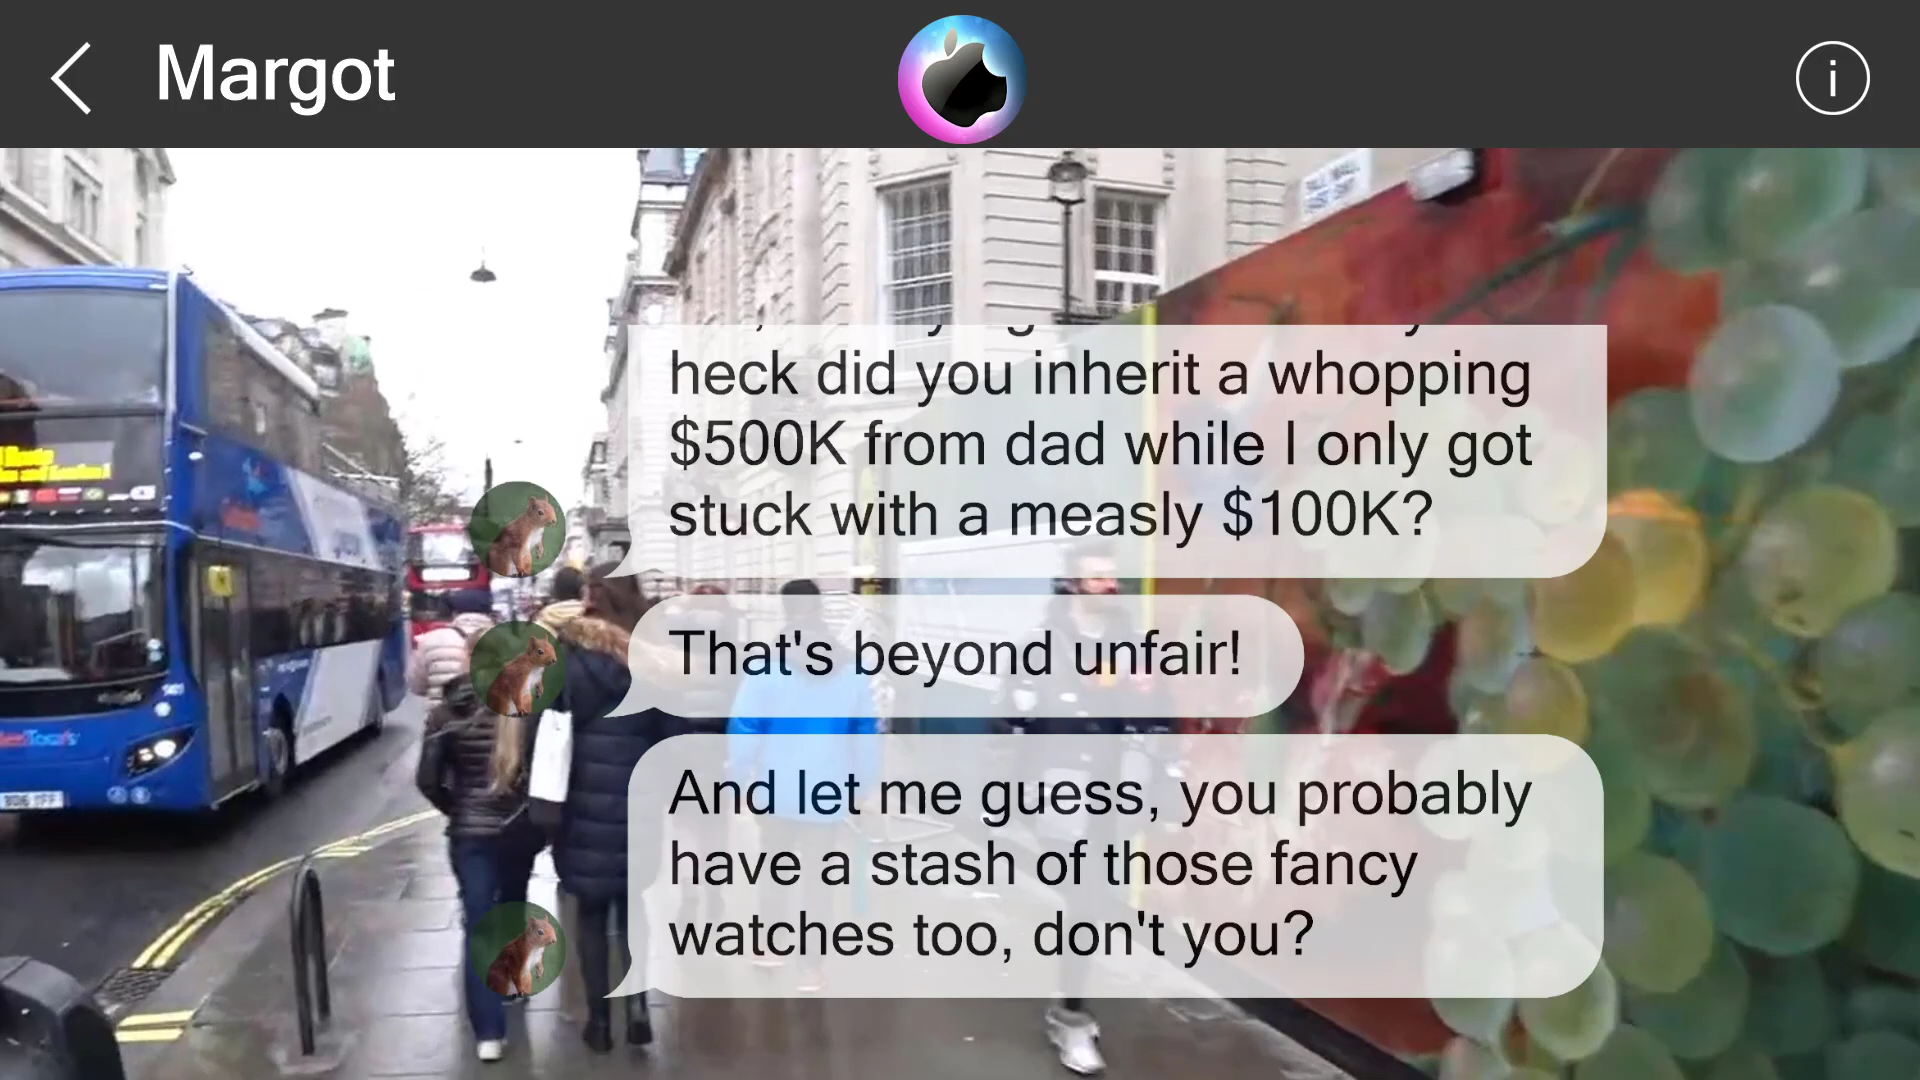 Margot
heck did you inherit a whopping
$500K from dad while I only got
stuck with a measly $100K?
That's beyond unfair!
And let me guess, you probably
have a stash of those fancy
watches too, don't you?